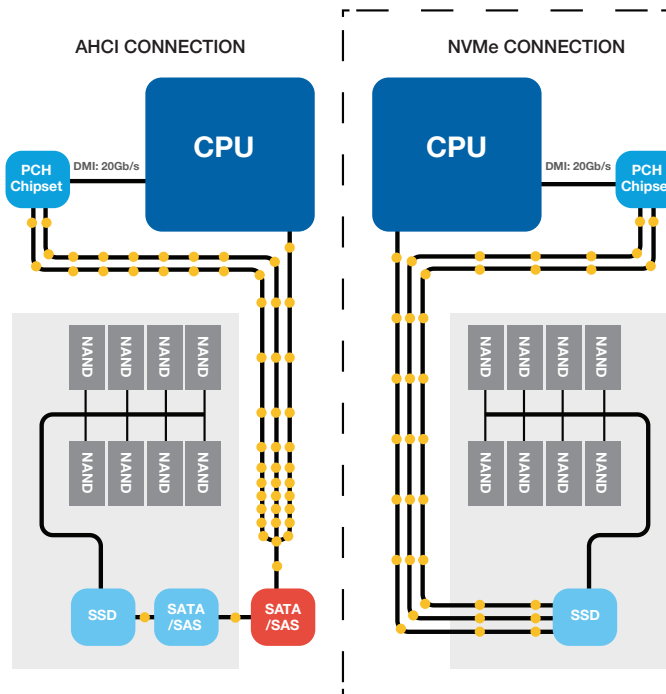 AHCI CONNECTION
CPU
PCH
Chipset
DMI: 20Gb/s
NAND
NAND
NAND
NAND
NAND
NAND
NAND
NAND
SSD
SATA
/SAS
SATA
/SAS
NVMe CONNECTION
CPU
DMI: 20Gb/s
PCH
Chipset
NAND
NAND
NAND
NAND
NAND
NAND
NAND
NAND
SSD